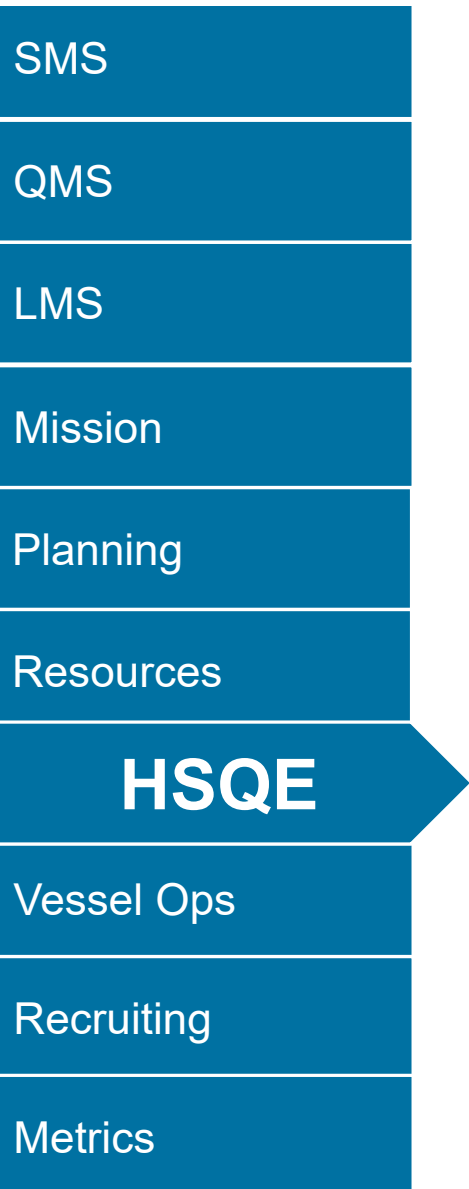 SMS
QMS
LMS
Mission
Planning
Resources
HSQE
Vessel Ops
Recruiting
Metrics